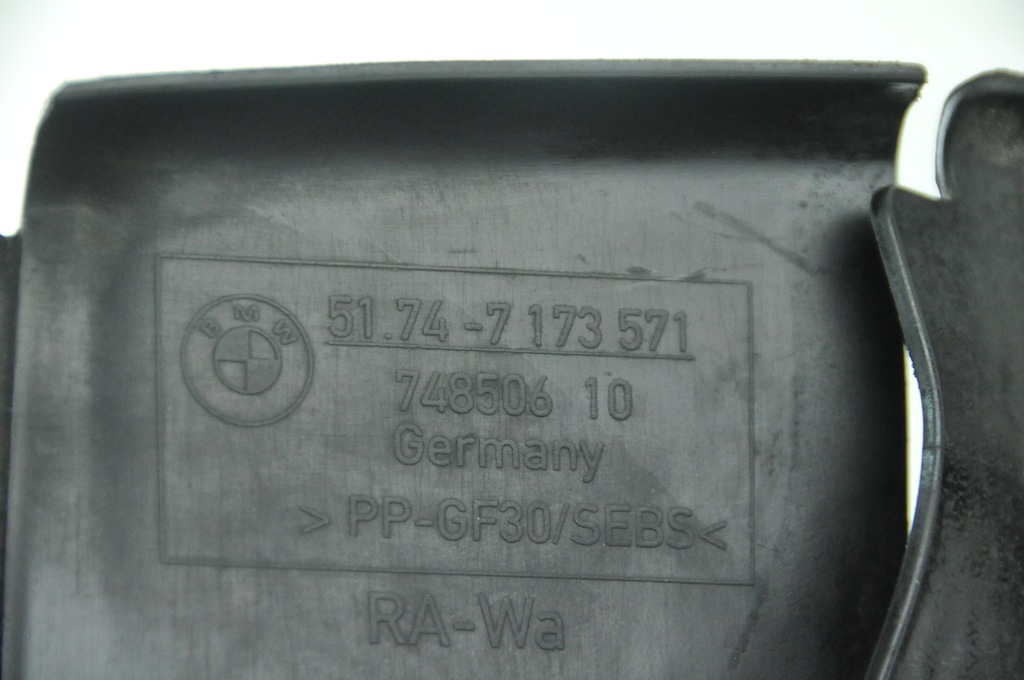 BMW
51.74-7 173 571
748506 10
Germany
>PP-GF30/SEBS<
RA-Wa